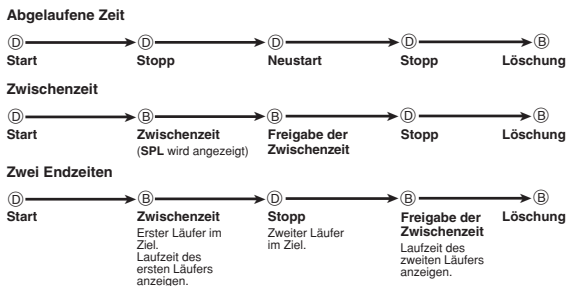 Abgelaufene Zeit
Ⓓ Ⓓ Ⓓ Ⓓ Ⓑ
Start Stopp Neustart Stopp Löschung
Zwischenzeit
Ⓓ Ⓑ Ⓑ Ⓓ Ⓑ
Start Zwischenzeit Freigabe der Stopp Löschung
(SPL wird angezeigt) Zwischenzeit
Zwei Endzeiten
Ⓓ Ⓑ Ⓓ Ⓑ Ⓑ
Start
Zwischenzeit
Erster Läufer im
Ziel.
Laufzeit des
ersten Läufers
anzeigen.
Stopp
Zweiter Läufer
im Ziel.
Freigabe der
Zwischenzeit
Laufzeit des
zweiten Läufers
anzeigen.
Löschung